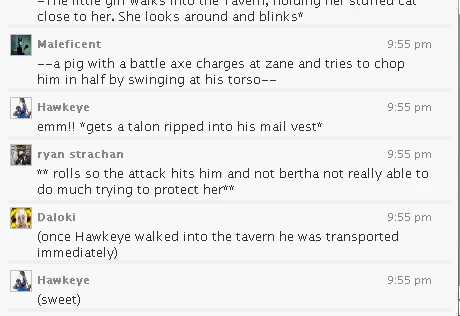 ~The little girl walks into the Tavern, holding her stuffed cat
close to her. She looks around and blinks*
Maleficent 9:55 pm
~~a pig with a battle axe charges at zane and tries to chop
him in half by swinging at his torso~~
Hawkeye 9:55 pm
emm!! *gets a talon ripped into his mail vest*
ryan strachan 9:55 pm
** rolls so the attack hits him and not bertha not really able to
do much trying to protect her**
Daloki 9:55 pm
(once Hawkeye walked into the tavern he was transported
immediately)
Hawkeye 9:55 pm
(sweet)